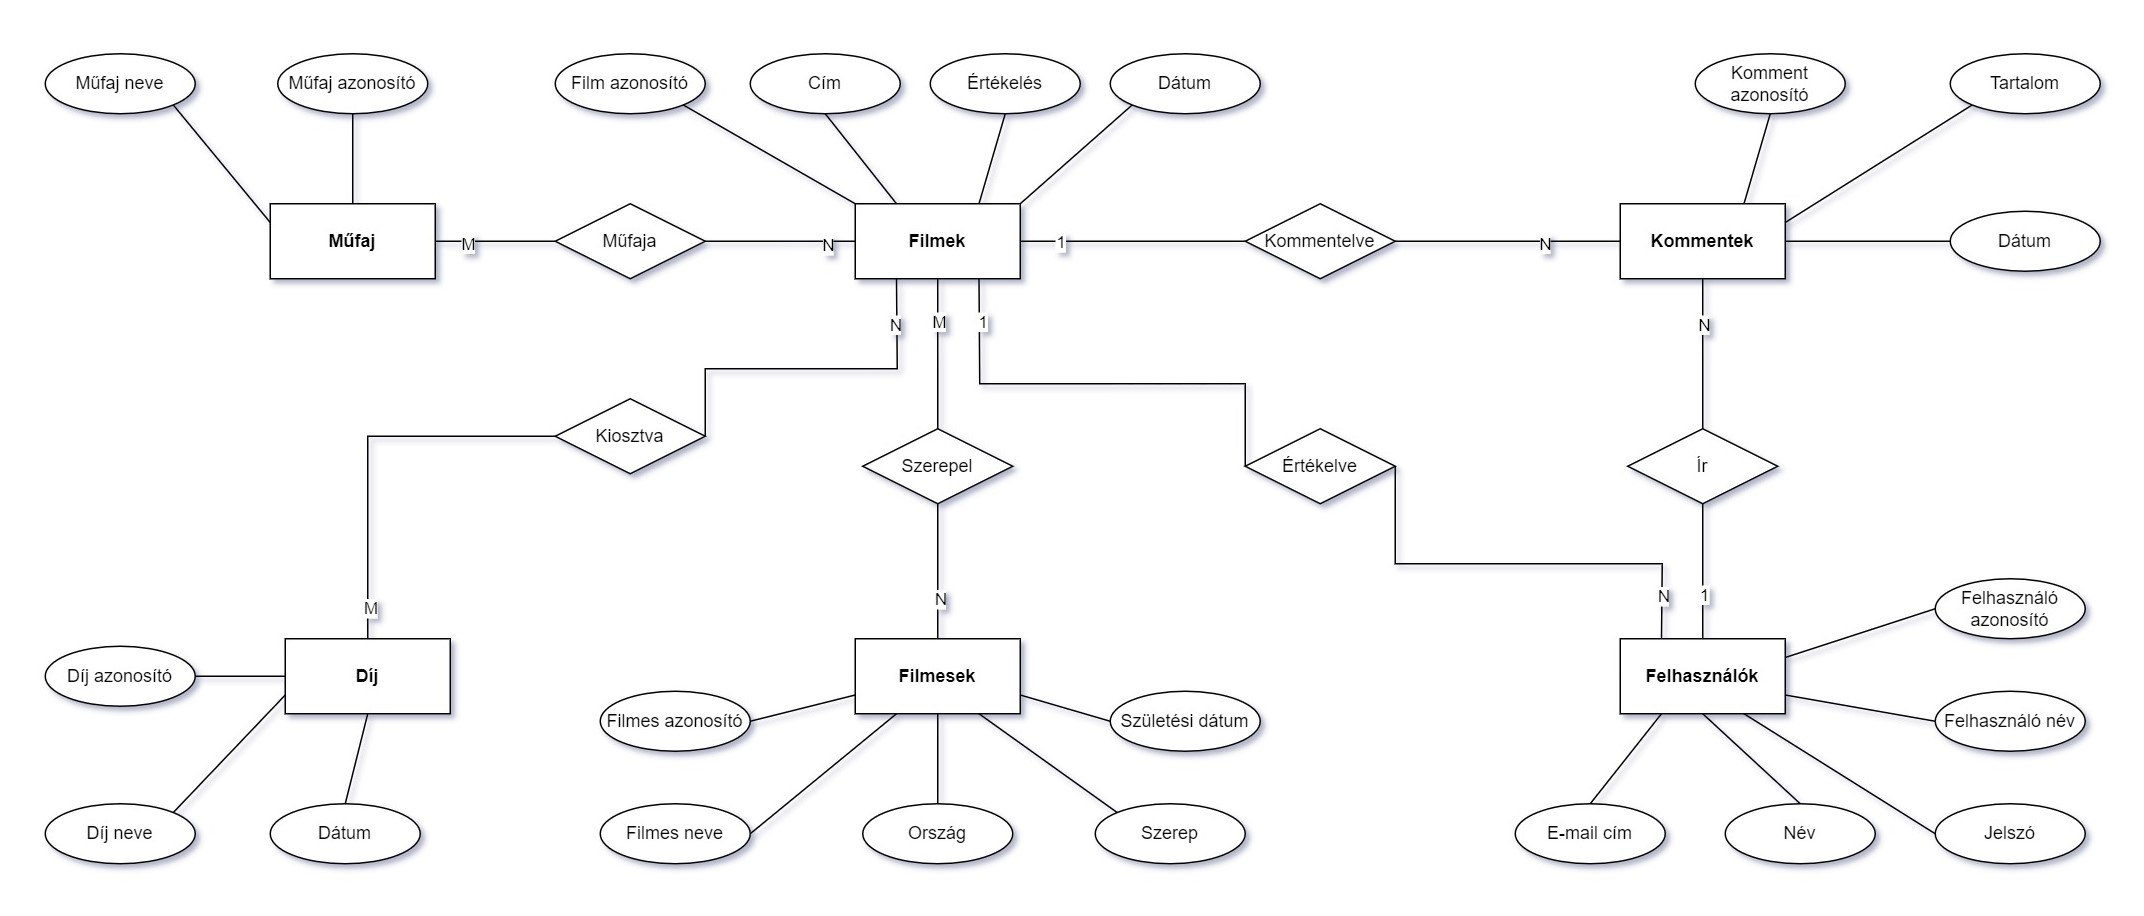 Műfaj neve
Műfaj azonosító
Film azonosító
Cím
Értékelés
Dátum
Komment
azonosító
Tartalom
Műfaj
M
Műfaja
N
Filmek
1
Kommentelve
N
Kommentek
Dátum
N
M
1
N
Kiosztva
Szerepel
Értékelve
Ír
M
N
N
1
Felhasználó
azonosító
Díj azonosító
Díj
Filmesek
Felhasználók
Filmes azonosító
Születési dátum
Felhasználó név
Díj neve
Dátum
Filmes neve
Ország
Szerep
E-mail cím
Név
Jelszó